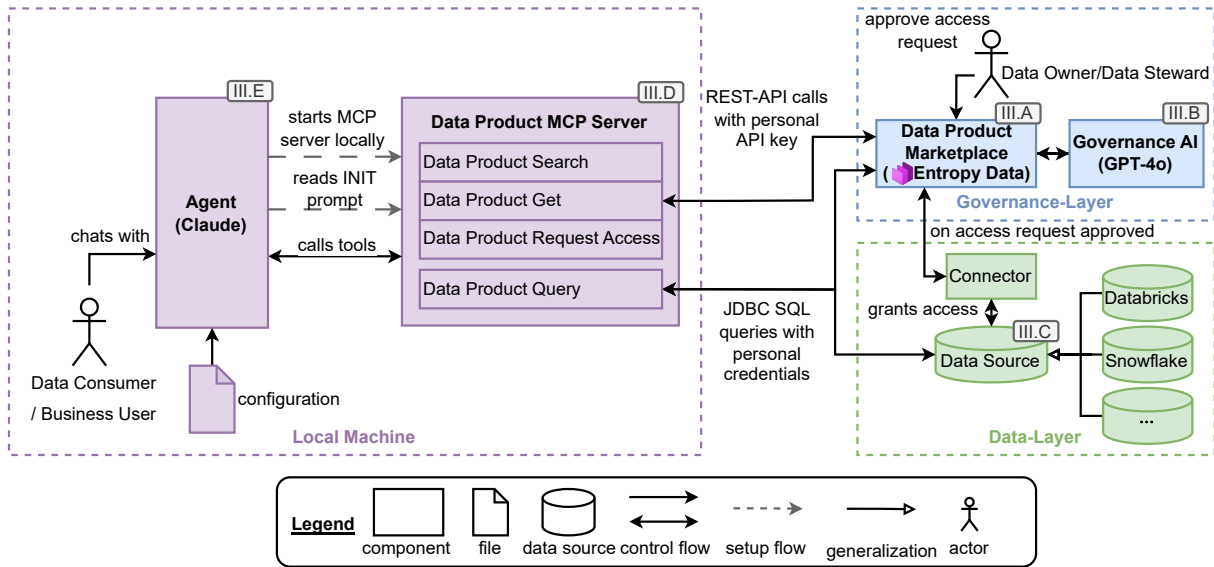 approve access
request
Data Owner/Data Steward
III.E
Agent
(Claude)
starts MCP
server locally
reads INIT
prompt
calls tools
chats with
Data Consumer
/ Business User
configuration
Local Machine
III.D
Data Product MCP Server
Data Product Search
Data Product Get
Data Product Request Access
Data Product Query
REST-API calls
with personal
API key
JDBC SQL
queries with
personal
credentials
III.A
Data Product
Marketplace
(Entropy Data)
III.B
Governance AI
(GPT-4o)
Governance-Layer
on access request approved
Connector
grants access
III.C
Data Source
Databricks
Snowflake
...
Data-Layer
Legend
component
file
data source
control flow
setup flow
generalization
actor